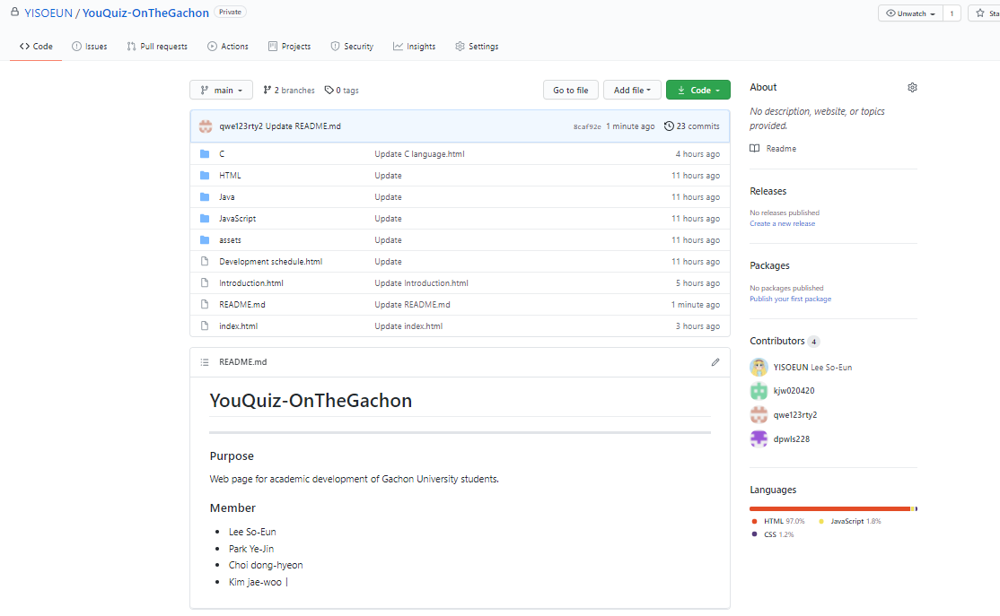 YISOEUN / YouQuiz-OnTheGachon Private Unwatch 1 Sta
Code Issues Pull requests Actions Projects Security Insights Settings
main 2 branches 0 tags Go to file Add file Code
qwe123rty2 Update README.md 8caf92e 1 minute ago 23 commits
C Update C language.html 4 hours ago
HTML Update 11 hours ago
Java Update 11 hours ago
JavaScript Update 11 hours ago
assets Update 11 hours ago
Development schedule.html Update 11 hours ago
Introduction.html Update Introduction.html 5 hours ago
README.md Update README.md 1 minute ago
index.html Update index.html 3 hours ago
README.md
YouQuiz-OnTheGachon
Purpose
Web page for academic development of Gachon University students.
Member
Lee So-Eun
Park Ye-Jin
Choi dong-hyeon
Kim jae-woo |
About
No description, website, or topics
provided.
Readme
Releases
No releases published
Create a new release
Packages
No packages published
Publish your first package
Contributors 4
YISOEUN Lee So-Eun
kjw020420
qwe123rty2
dpwls228
Languages
HTML 97.0% JavaScript 1.8%
CSS 1.2%